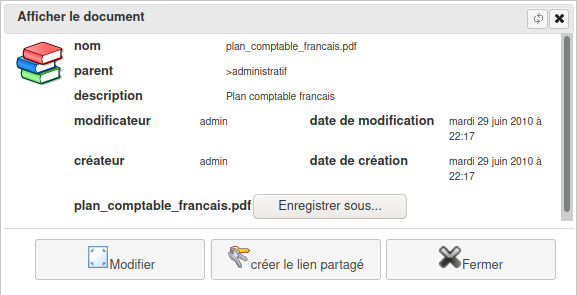 Afficher le document
nom plan_comptable_francais.pdf
parent >administratif
description Plan comptable francais
modificateur admin date de modification mardi 29 juin 2010 à
22:17
créateur admin date de création mardi 29 juin 2010 à
22:17
plan_comptable_francais.pdf Enregistrer sous...
Modifier créer le lien partagé Fermer